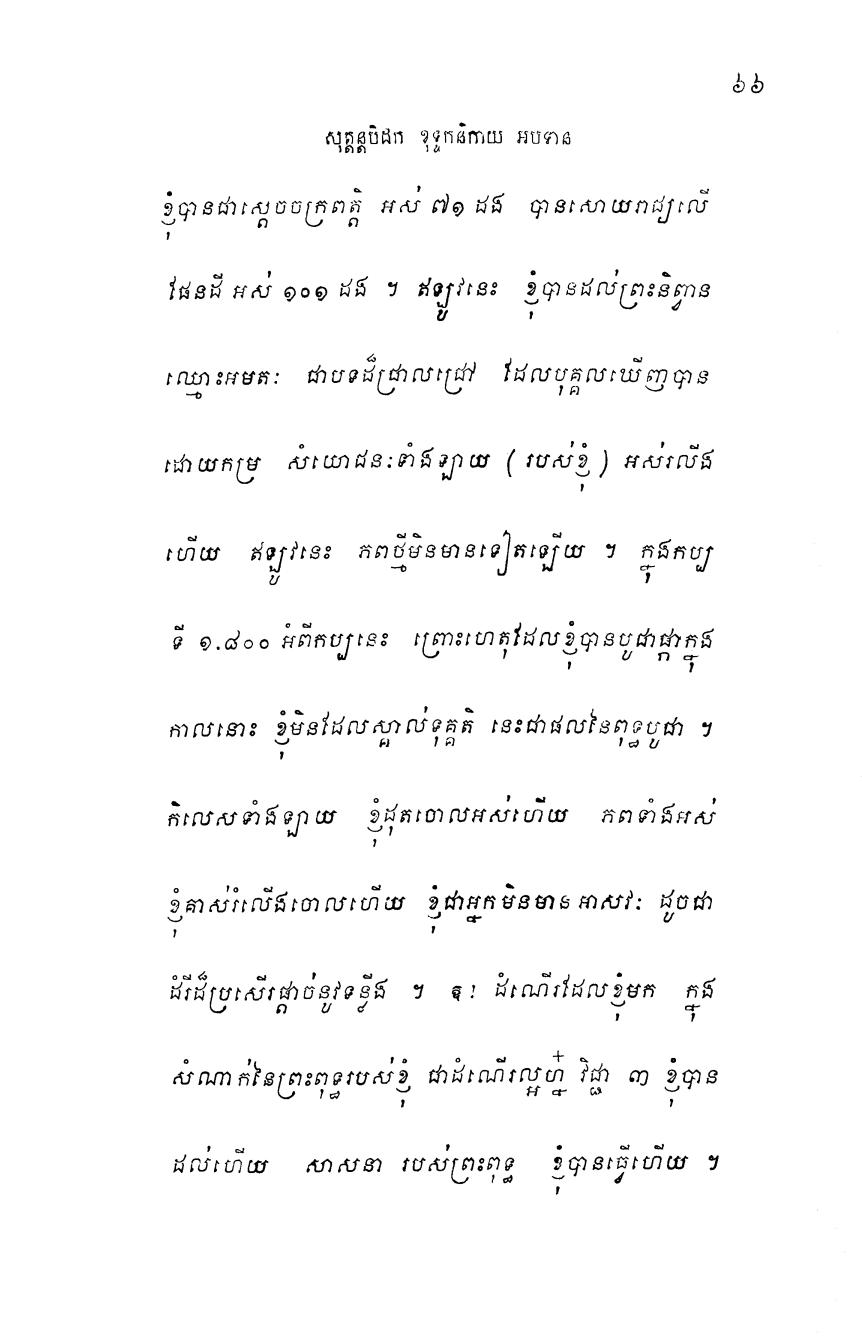 ៦៦
សុត្តន្តបិដក ខុទ្ទកនិកាយ អបទាន
ខ្ញុំបានជាស្តេចចក្រពត្តិ អស់ ៧១ ដង បានសោយរាជ្យលើ
ផែនដី អស់ ១០១ ដង ។ ឥឡូវនេះ ខ្ញុំបានដល់ព្រះនិព្វាន
ឈ្មោះអមតៈ ជាបទដ៏ជ្រាលជ្រៅ ដែលបុគ្គលឃើញបាន
ដោយកម្រ សំយោជនៈទាំងឡាយ ( របស់ខ្ញុំ ) អស់រលីង
ហើយ ឥឡូវនេះ ភពថ្មីមិនមានទៀតឡើយ ។ ក្នុងកប្ប
ទី ១.៨០០ អំពីកប្បនេះ ព្រោះហេតុដែលខ្ញុំបានបូជាផ្កាក្នុង
កាលនោះ ខ្ញុំមិនដែលស្គាល់ទុគ្គតិ នេះជាផលនៃពុទ្ធបូជា ។
កិលេសទាំងឡាយ ខ្ញុំដុតចោលអស់ហើយ ភពទាំងអស់
ខ្ញុំគាស់រំលើងចោលហើយ ខ្ញុំជាអ្នកមិនមានអាសវៈ ដូចជា
ដំរីដ៏ប្រសើរផ្តាច់នូវទន្លីង ។ ឱ! ដំណើរដែលខ្ញុំមក ក្នុង
សំណាក់នៃព្រះពុទ្ធរបស់ខ្ញុំ ជាដំណើរល្អហ្ន៎ វិជ្ជា ៣ ខ្ញុំបាន
ដល់ហើយ សាសនា របស់ព្រះពុទ្ធ ខ្ញុំបានធ្វើហើយ ។